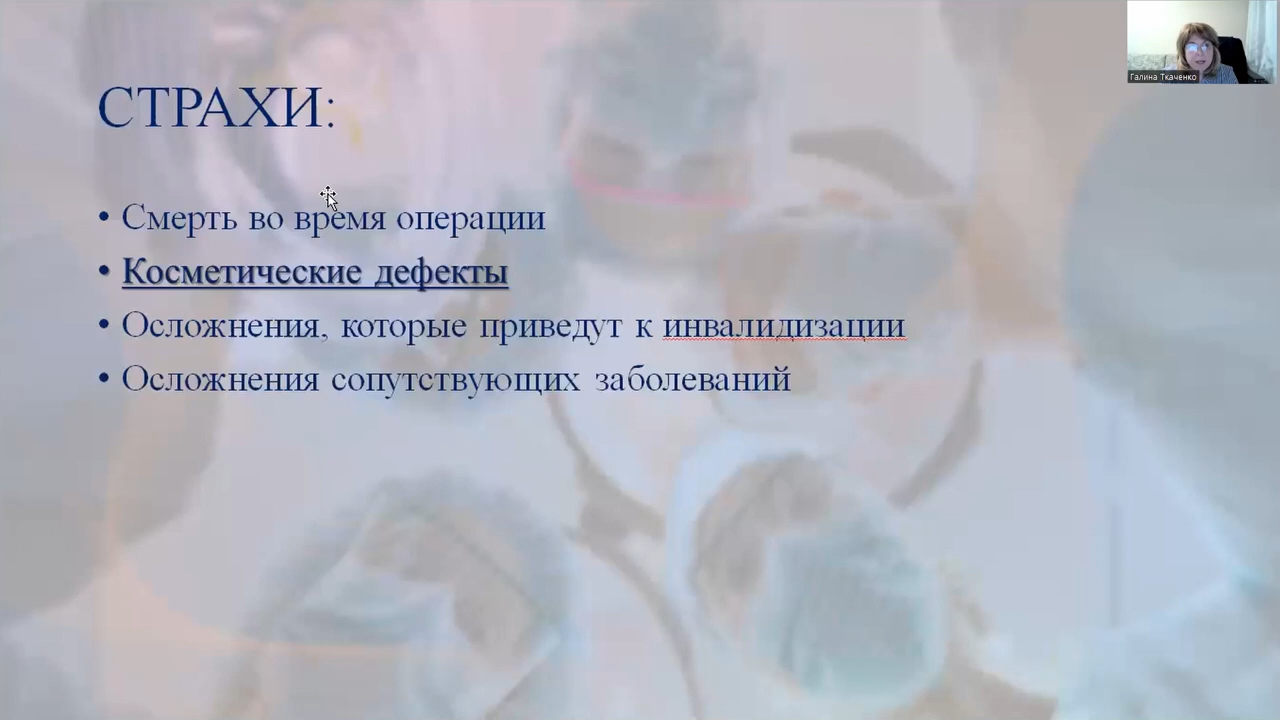 СТРАХИ:
• Смерть во время операции
• Косметические дефекты
• Осложнения, которые приведут к инвалидизации
• Осложнения сопутствующих заболеваний
Галина Ткаченко